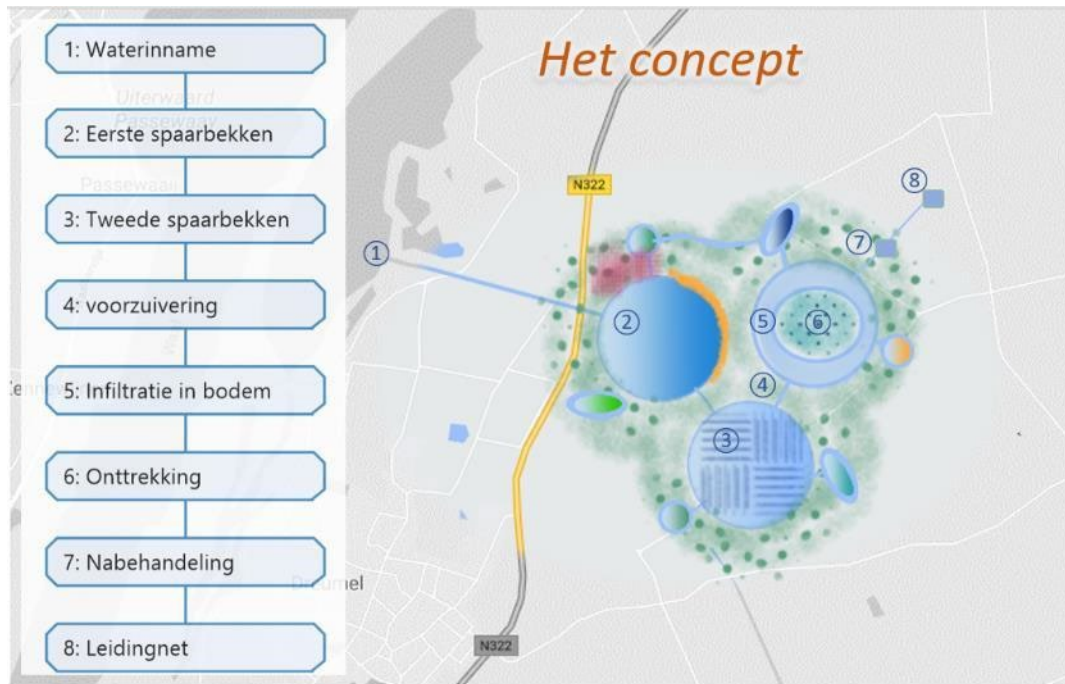 Het concept
1: Waterinname
2: Eerste spaarbekken
3: Tweede spaarbekken
4: voorzuivering
5: Infiltratie in bodem
6: Onttrekking
7: Nabehandeling
8: Leidingnet
Uiterwaard
Passewaay
Passewaaij
Dreumel
N322
N322
1
2
3
4
5
6
7
8